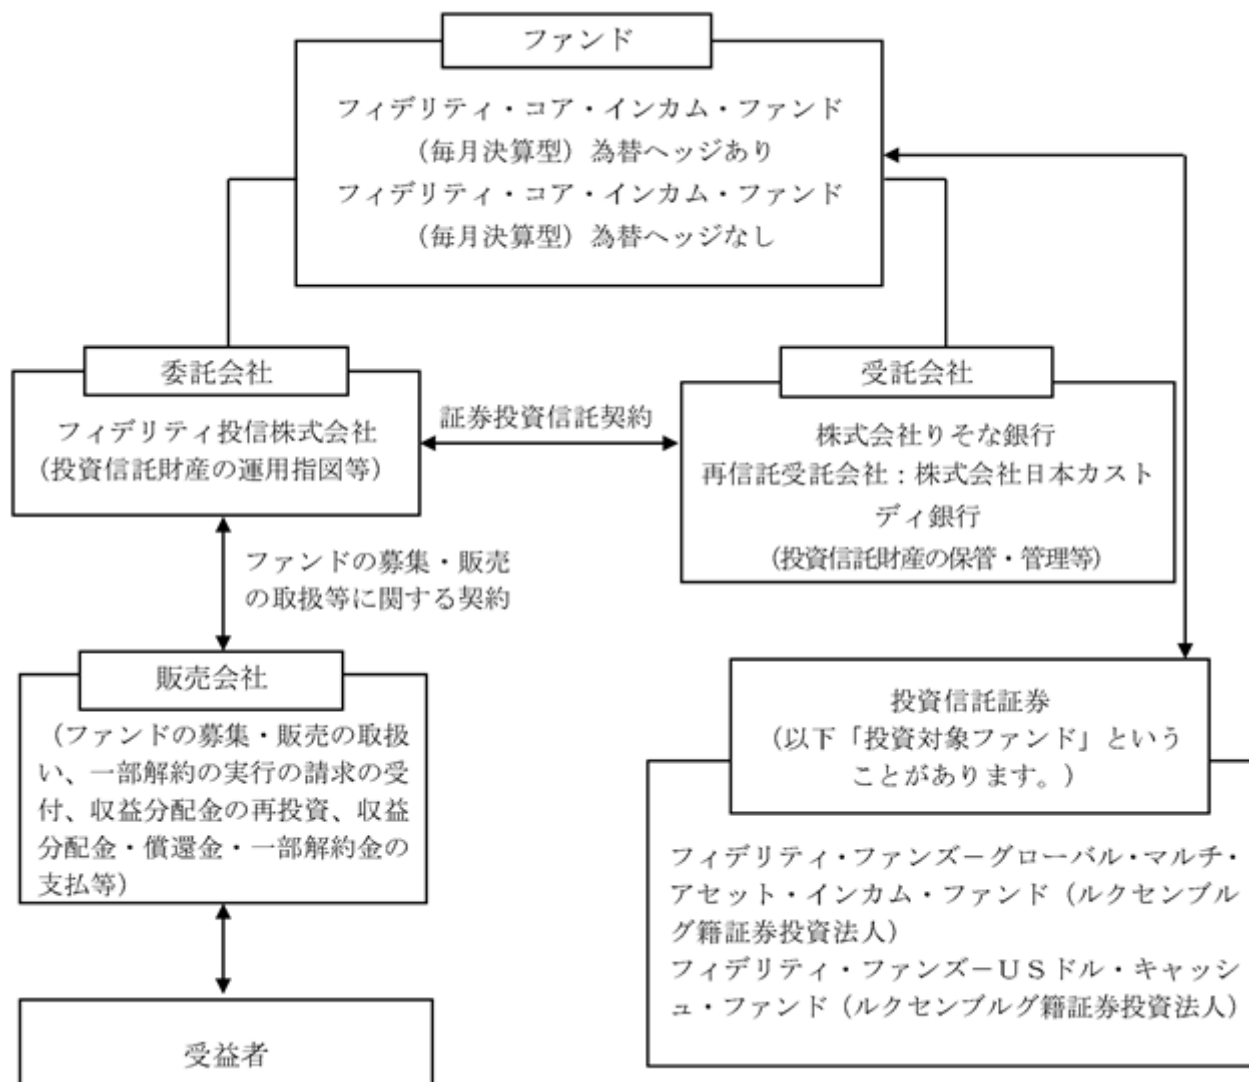 ファンド
フィデリティ・コア・インカム・ファンド
（毎月決算型）為替ヘッジあり
フィデリティ・コア・インカム・ファンド
（毎月決算型）為替ヘッジなし
委託会社
フィデリティ投信株式会社
（投資信託財産の運用指図等）
証券投資信託契約
受託会社
株式会社りそな銀行
再信託受託会社：株式会社日本カスト
ディ銀行
（投資信託財産の保管・管理等）
ファンドの募集・販売
の取扱等に関する契約
販売会社
（ファンドの募集・販売の取扱
い、一部解約の実行の請求の受
付、収益分配金の再投資、収益
分配金・償還金・一部解約金の
支払等）
投資信託証券
（以下「投資対象ファンド」という
ことがあります。）
フィデリティ・ファンズ－グローバル・マルチ・
アセット・インカム・ファンド（ルクセンブル
グ籍証券投資法人）
フィデリティ・ファンズ－ＵＳドル・キャッシ
ュ・ファンド（ルクセンブルグ籍証券投資法人）
受益者